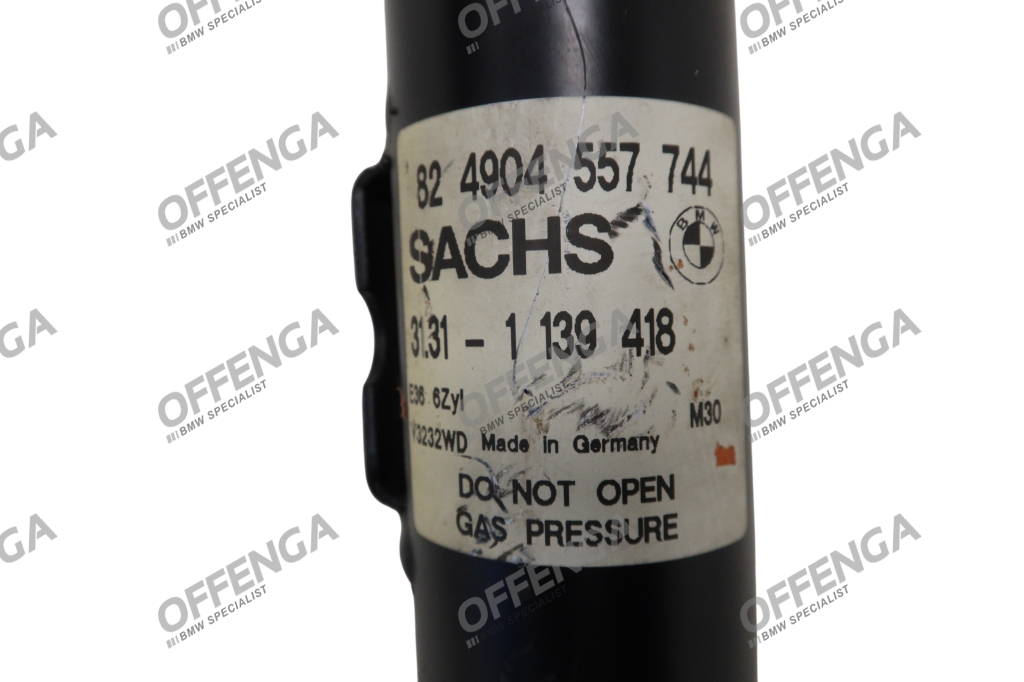 82 4904 557 744
SACHS
BMW
31.31 - 1 139 418
E36 6Zyl
M30
V3232WD Made in Germany
DO NOT OPEN
GAS PRESSURE
OFFENGA
BMW SPECIALIST